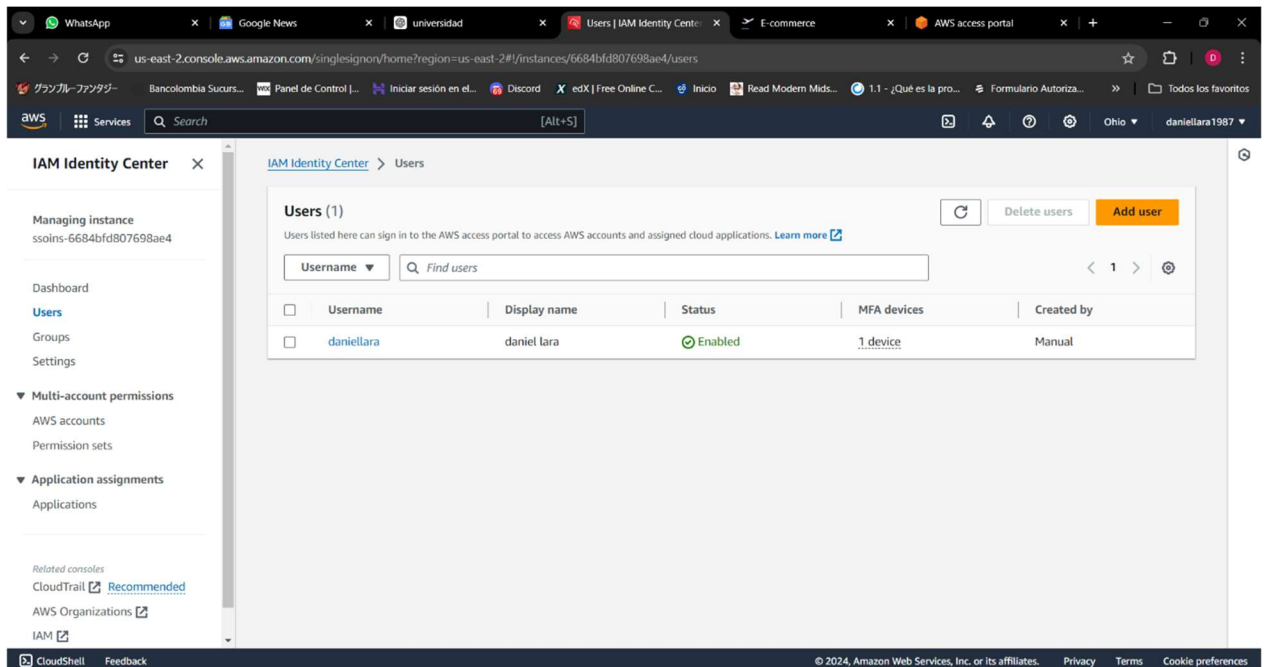 WhatsApp
Google News
universidad
Users | IAM Identity Center
E-commerce
AWS access portal
us-east-2.console.aws.amazon.com/singlesignon/home?region=us-east-2#!/instances/6684bfd807698ae4/users
グランブルーファンタジー
Bancolombia Sucurs...
WIX Panel de Control |...
Iniciar sesión en el...
Discord
edX | Free Online C...
Inicio
Read Modern Mids...
1.1 - ¿Qué es la pro...
Formulario Autoriza...
»
Todos los favoritos
aws
Services
Search
[Alt+S]
Ohio
daniellara1987
IAM Identity Center
IAM Identity Center > Users
Managing instance
ssoins-6684bfd807698ae4
Dashboard
Users
Groups
Settings
Multi-account permissions
AWS accounts
Permission sets
Application assignments
Applications
Related consoles
CloudTrail Recommended
AWS Organizations
IAM
Users (1)
Delete users
Add user
Users listed here can sign in to the AWS access portal to access AWS accounts and assigned cloud applications. Learn more
Username
Find users
< 1 >
Username Display name Status MFA devices Created by
daniellara daniel lara Enabled 1 device Manual
CloudShell Feedback
© 2024, Amazon Web Services, Inc. or its affiliates. Privacy Terms Cookie preferences